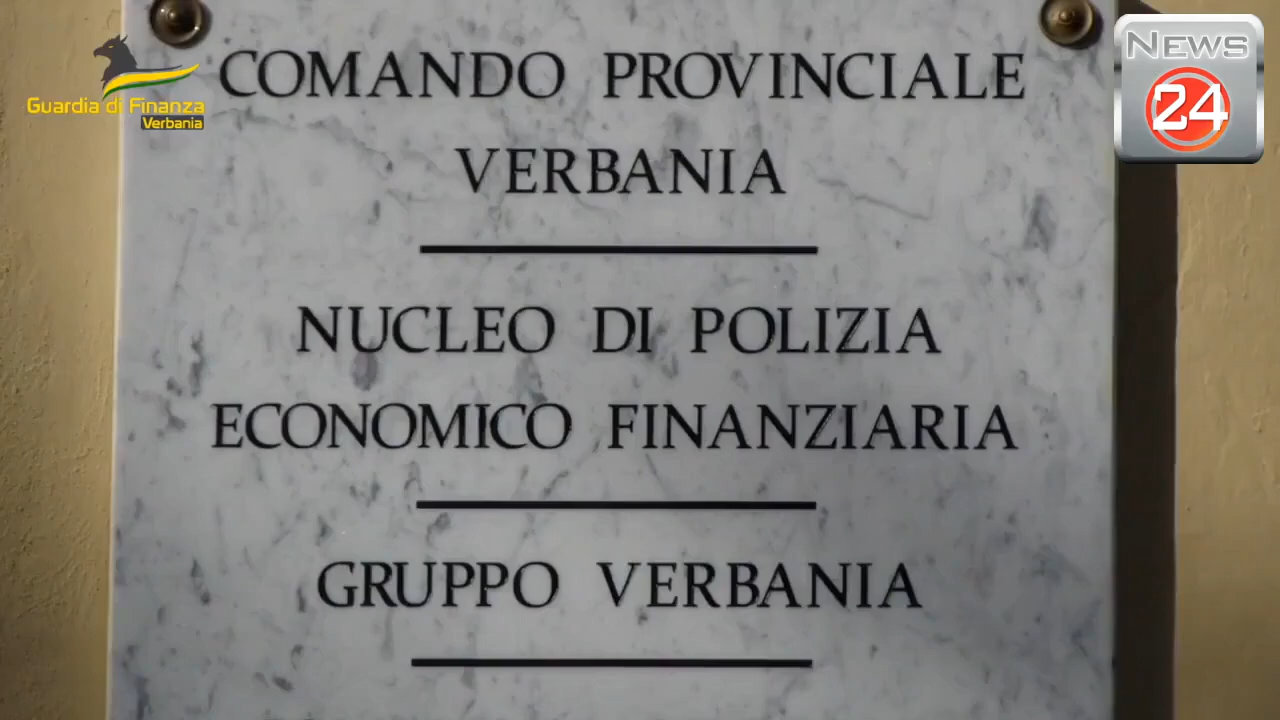 COMANDO PROVINCIALE
VERBANIA
NUCLEO DI POLIZIA
ECONOMICO FINANZIARIA
GRUPPO VERBANIA
Guardia di Finanza
Verbania
NEWS
24